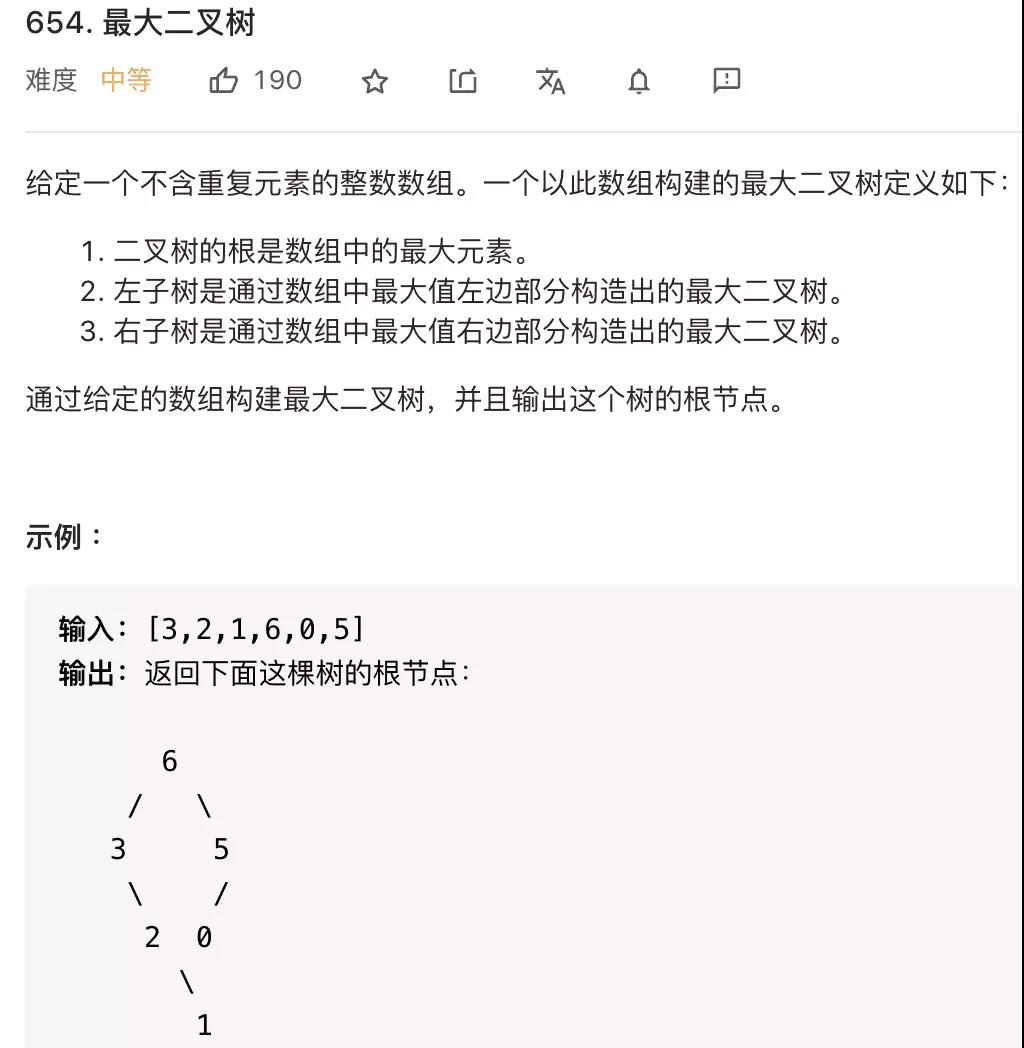 654. 最大二叉树
难度 中等 190
给定一个不含重复元素的整数数组。一个以此数组构建的最大二叉树定义如下：
1. 二叉树的根是数组中的最大元素。
2. 左子树是通过数组中最大值左边部分构造出的最大二叉树。
3. 右子树是通过数组中最大值右边部分构造出的最大二叉树。
通过给定的数组构建最大二叉树，并且输出这个树的根节点。
示例：
输入：[3,2,1,6,0,5]
输出：返回下面这棵树的根节点：
6
/ \
3 5
\ /
2 0
\
1